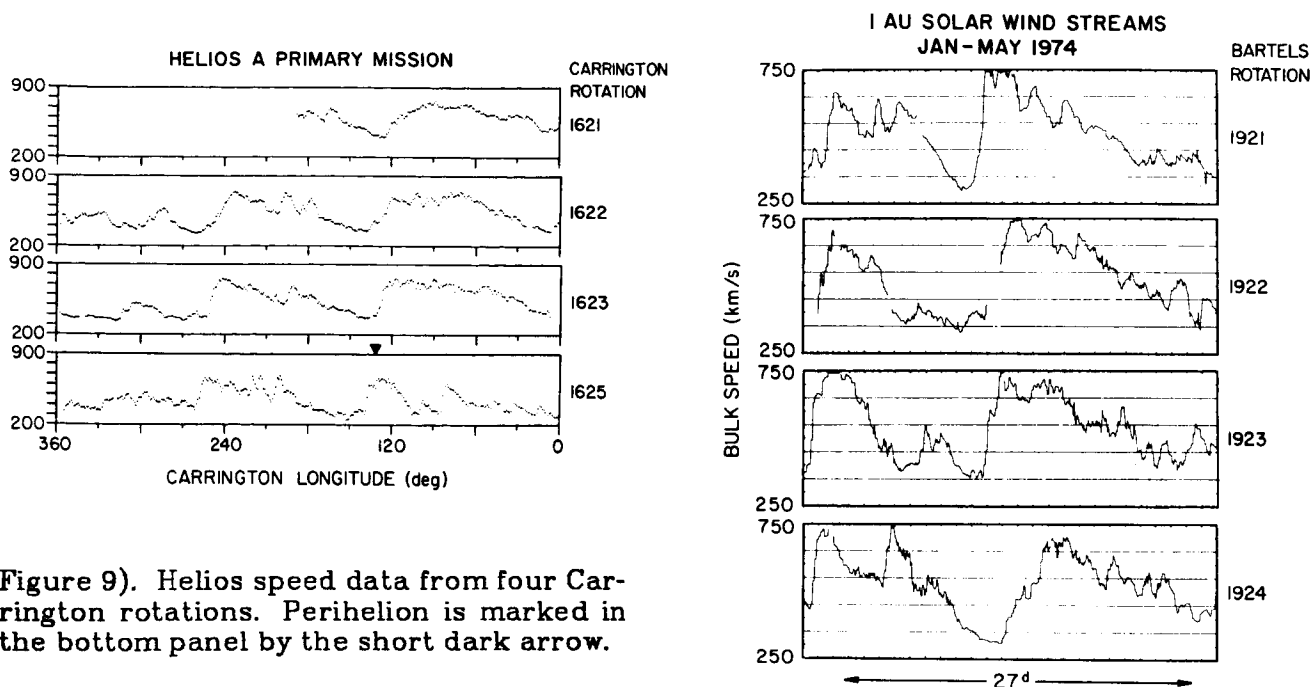 HELIOS A PRIMARY MISSION
CARRINGTON
ROTATION
900
200
1621
900
200
1622
900
200
1623
900
200
1625
360
240
120
0
CARRINGTON LONGITUDE (deg)
Figure 9). Helios speed data from four Car-
rington rotations. Perihelion is marked in
the bottom panel by the short dark arrow.
1 AU SOLAR WIND STREAMS
JAN-MAY 1974
BARTELS
ROTATION
BULK SPEED (km/s)
750
250
1921
750
250
1922
750
250
1923
750
250
1924
27d